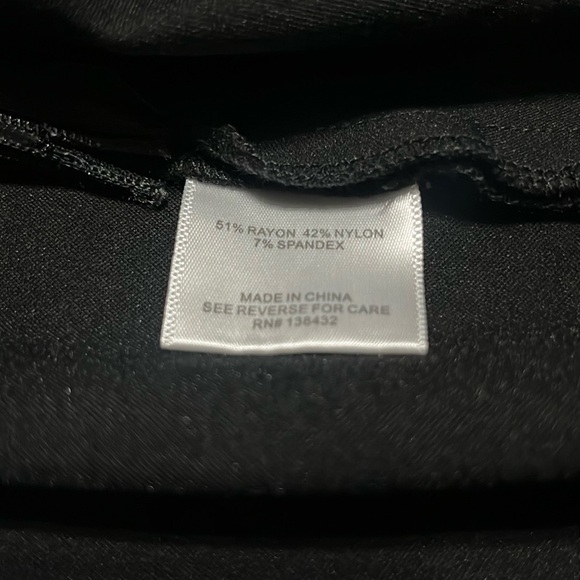 51% RAYON 42% NYLON
7% SPANDEX
MADE IN CHINA
SEE REVERSE FOR CARE
RN# 136432